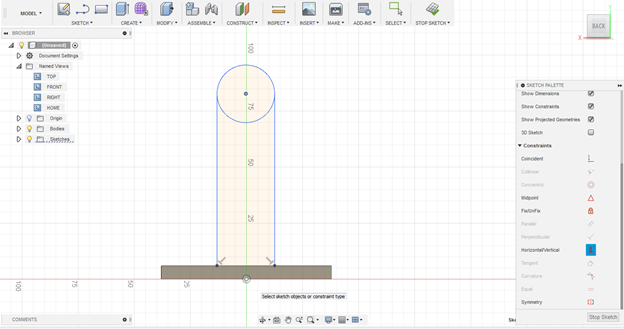 MODEL
SKETCH
CREATE
MODIFY
ASSEMBLE
CONSTRUCT
INSPECT
INSERT
MAKE
ADD-INS
SELECT
STOP SKETCH
BROWSER
(Unsaved)
Document Settings
Named Views
TOP
FRONT
RIGHT
HOME
Origin
Bodies
Sketches
BACK
X
100
75
50
25
100
75
50
25
Select sketch objects or constraint type
SKETCH PALETTE
Show Dimensions
Show Constraints
Show Projected Geometries
3D Sketch
Constraints
Coincident
Collinear
Concentric
Midpoint
Fix/UnFix
Parallel
Perpendicular
Horizontal/Vertical
Tangent
Curvature
Equal
Symmetry
Stop Sketch
COMMENTS